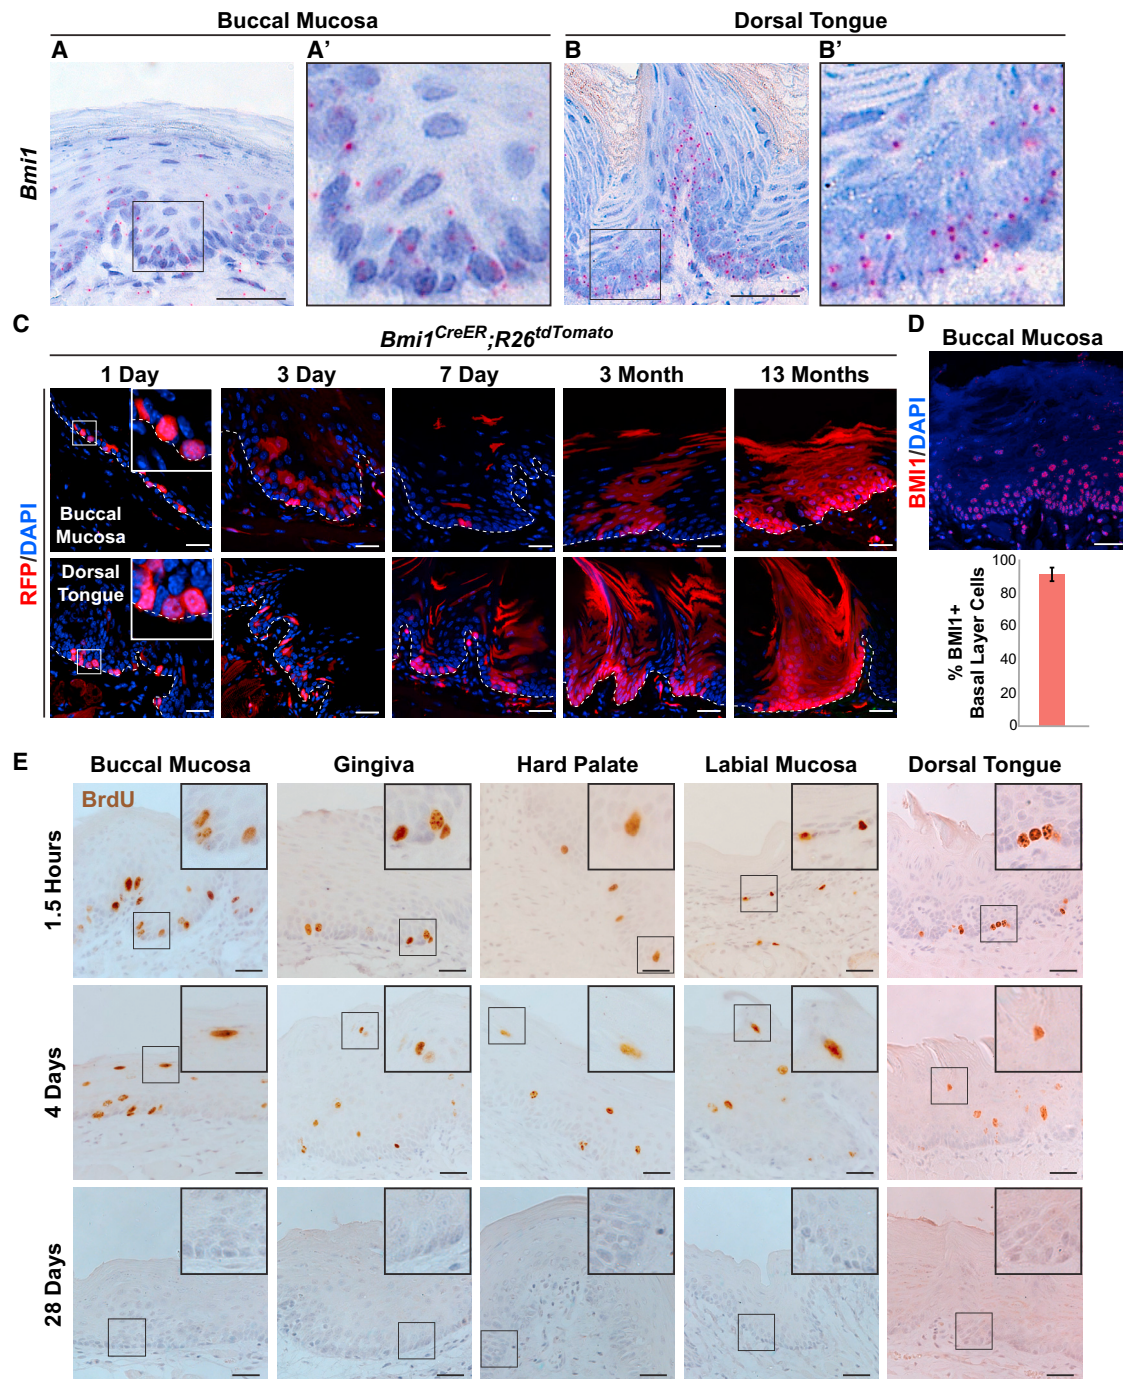 Buccal Mucosa
Dorsal Tongue
A
A'
B
B'
Bmi1
C
Bmi1CreER;R26tdTomato
1 Day
3 Day
7 Day
3 Month
13 Months
RFP/DAPI
Buccal
Mucosa
Dorsal
Tongue
D
Buccal Mucosa
BMI1/DAPI
% BMI1+
Basal Layer Cells
100
80
60
40
20
0
E
Buccal Mucosa
Gingiva
Hard Palate
Labial Mucosa
Dorsal Tongue
BrdU
1.5 Hours
4 Days
28 Days